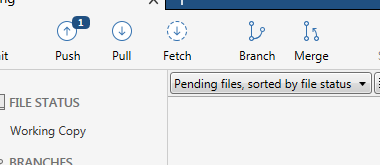 1
Push
Pull
Fetch
Branch
Merge
Pending files, sorted by file status
FILE STATUS
Working Copy
BRANCHES